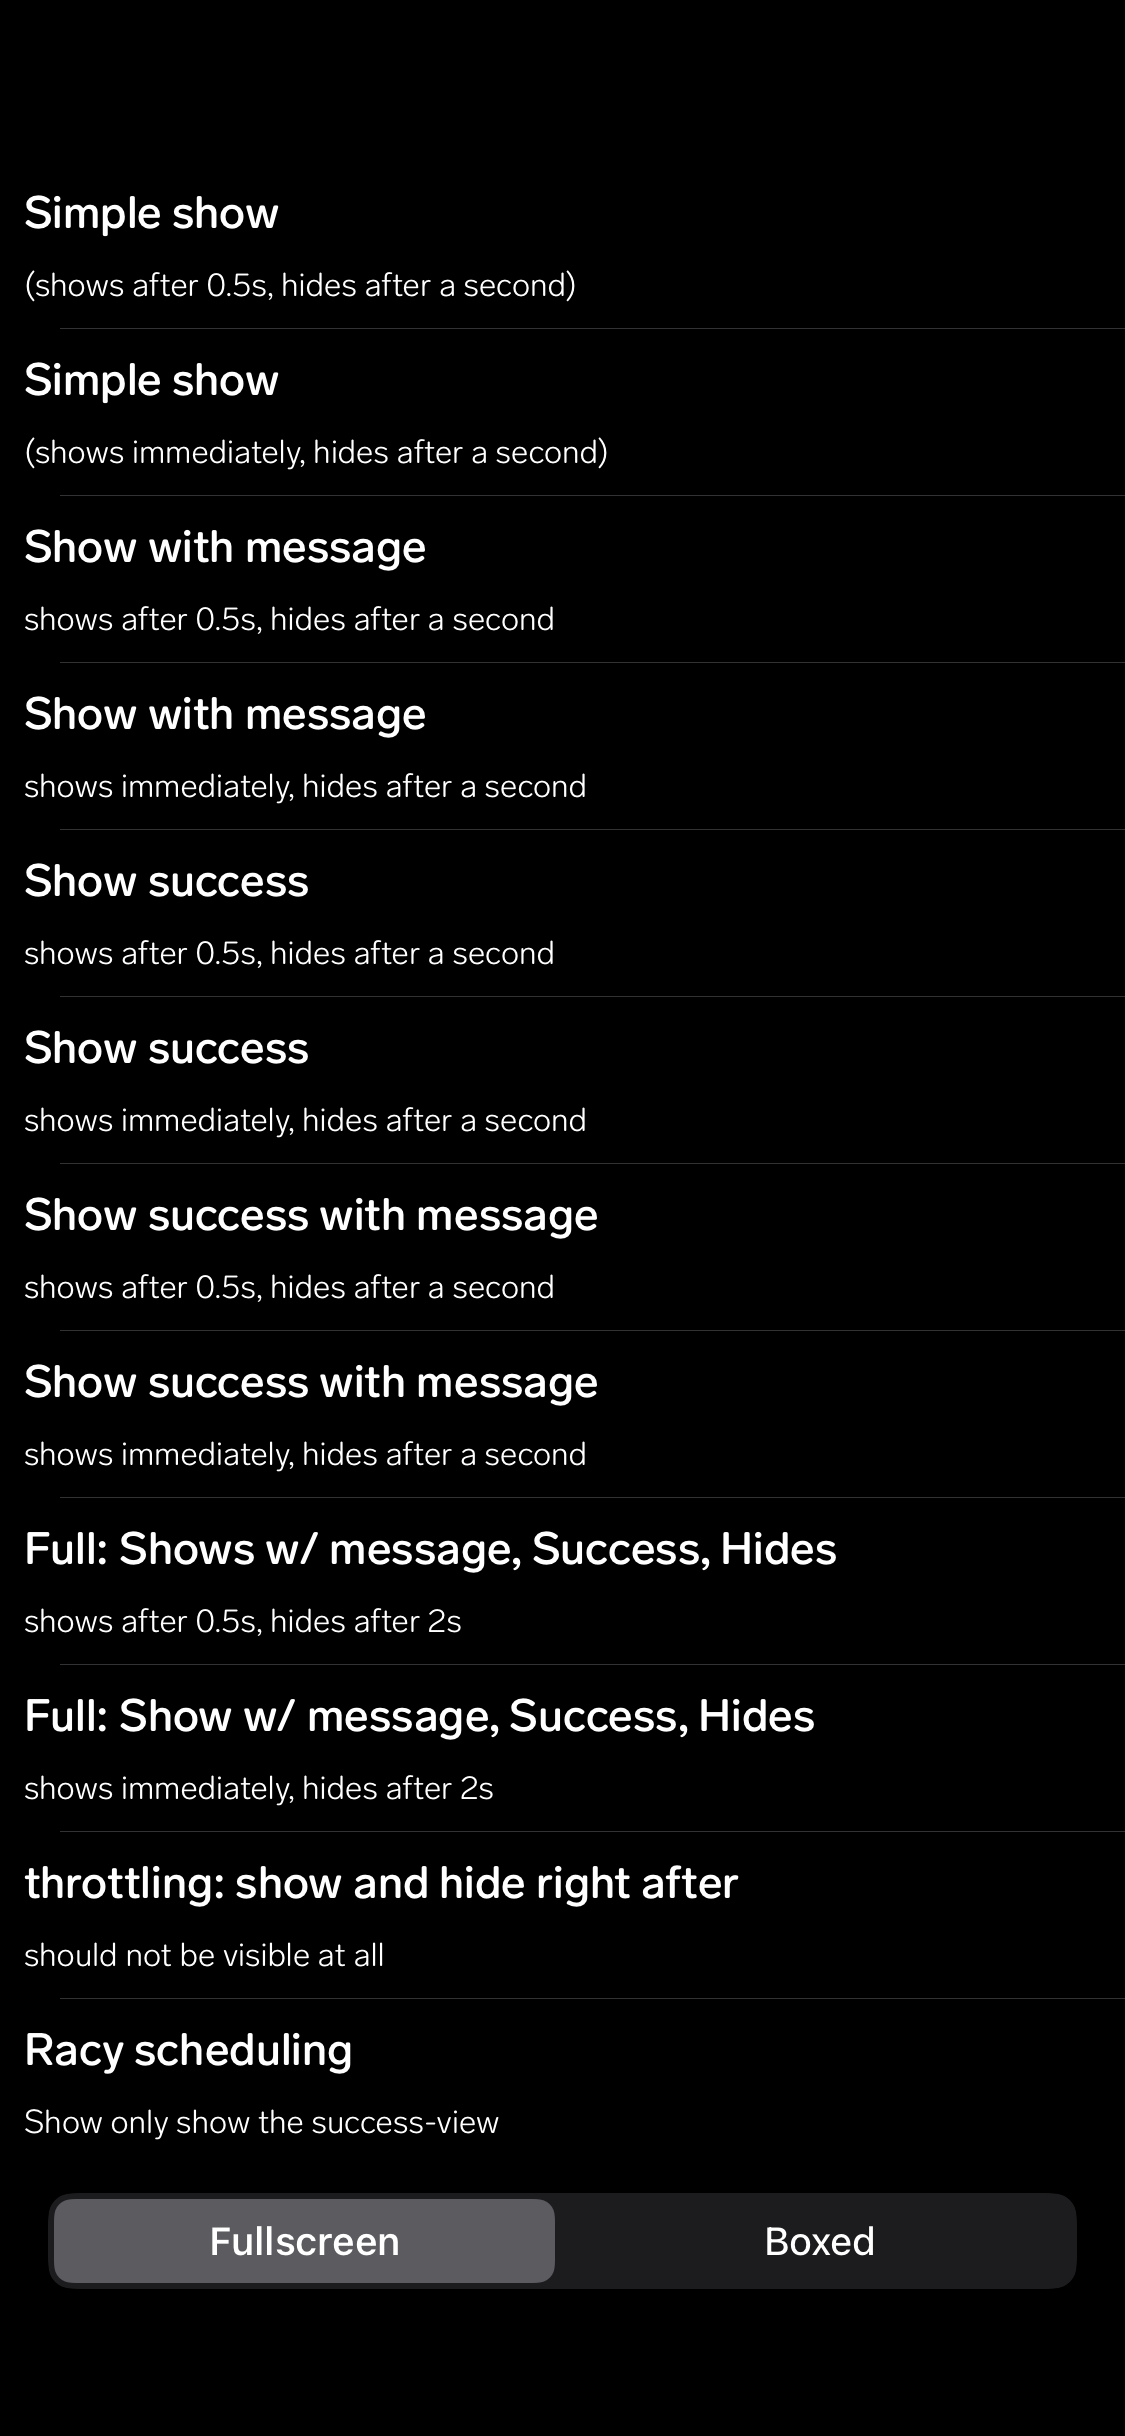 Simple show
(shows after 0.5s, hides after a second)
Simple show
(shows immediately, hides after a second)
Show with message
shows after 0.5s, hides after a second
Show with message
shows immediately, hides after a second
Show success
shows after 0.5s, hides after a second
Show success
shows immediately, hides after a second
Show success with message
shows after 0.5s, hides after a second
Show success with message
shows immediately, hides after a second
Full: Shows w/ message, Success, Hides
shows after 0.5s, hides after 2s
Full: Show w/ message, Success, Hides
shows immediately, hides after 2s
throttling: show and hide right after
should not be visible at all
Racy scheduling
Show only show the success-view
Fullscreen Boxed